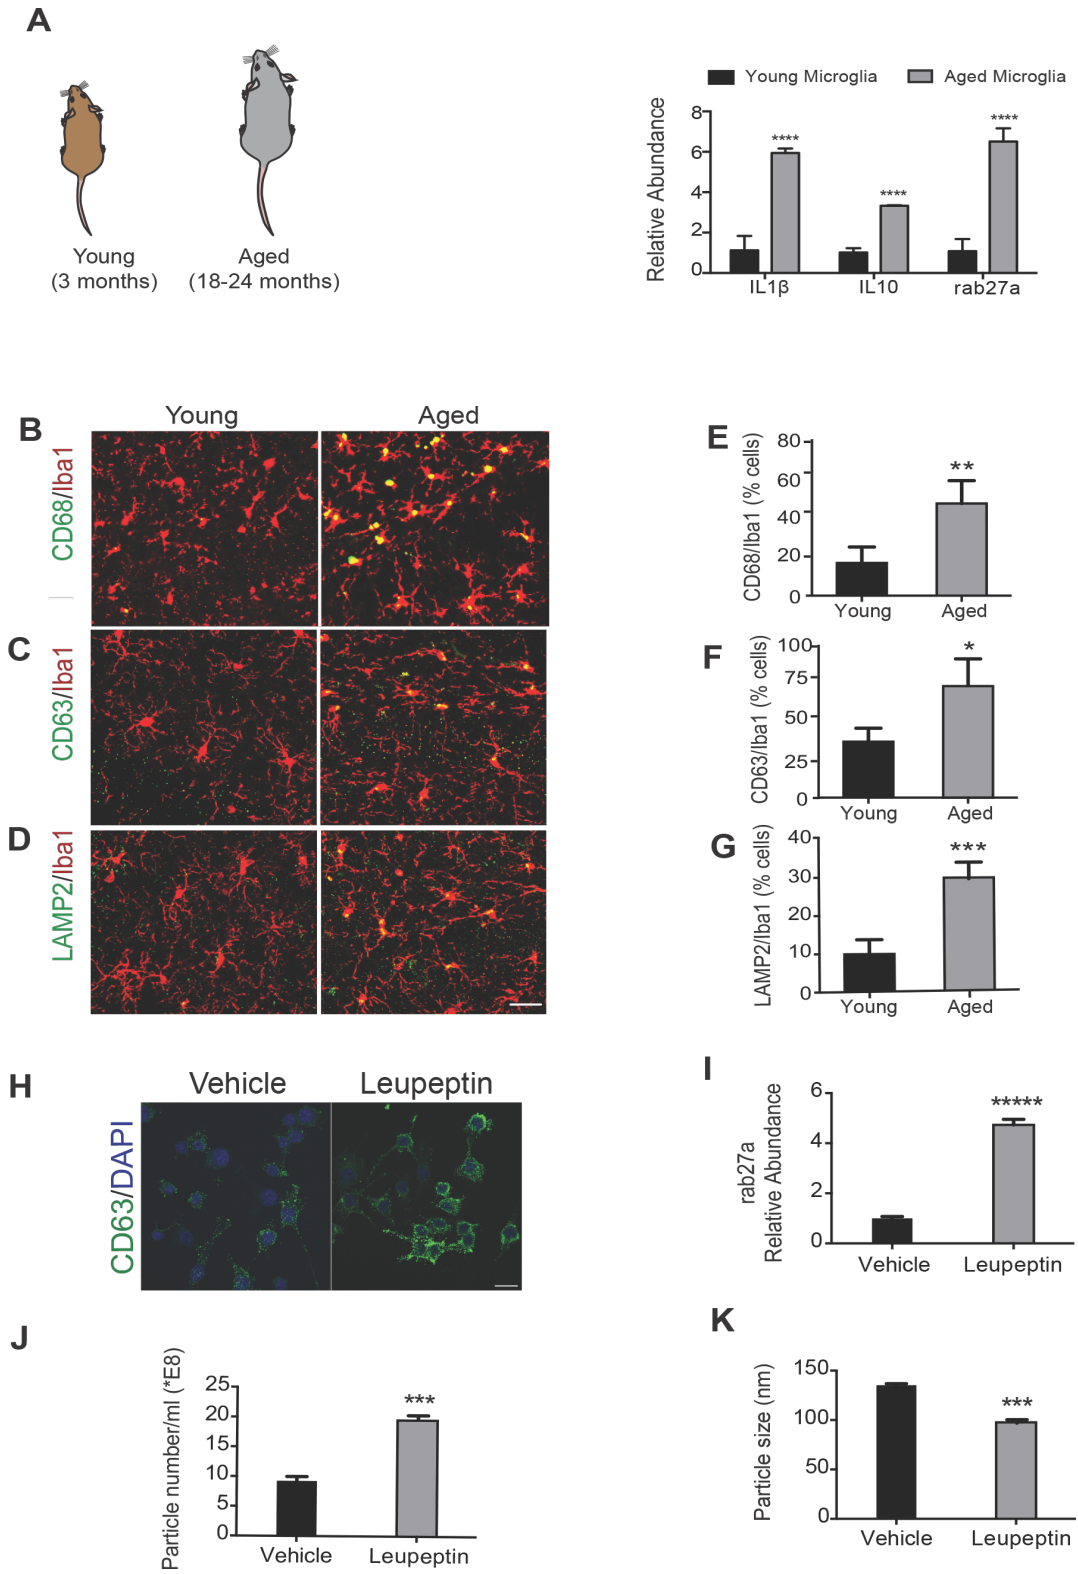 A
Young
(3 months)
Aged
(18-24 months)
Young Microglia
Aged Microglia
Relative Abundance
8
6
4
2
0
****
****
****
IL1β
IL10
rab27a
B
Young
Aged
CD68/Iba1
C
CD63/Iba1
D
LAMP2/Iba1
E
CD68/Iba1 (% cells)
80
60
40
20
0
**
Young
Aged
F
CD63/Iba1 (% cells)
100
75
50
25
0
*
Young
Aged
G
LAMP2/Iba1 (% cells)
40
30
20
10
0
***
Young
Aged
H
Vehicle
Leupeptin
CD63/DAPI
I
rab27a
Relative Abundance
6
4
2
0
*****
Vehicle
Leupeptin
J
Particle number/ml (*E8)
25
20
15
10
5
0
***
Vehicle
Leupeptin
K
Particle size (nm)
150
100
50
0
***
Vehicle
Leupeptin